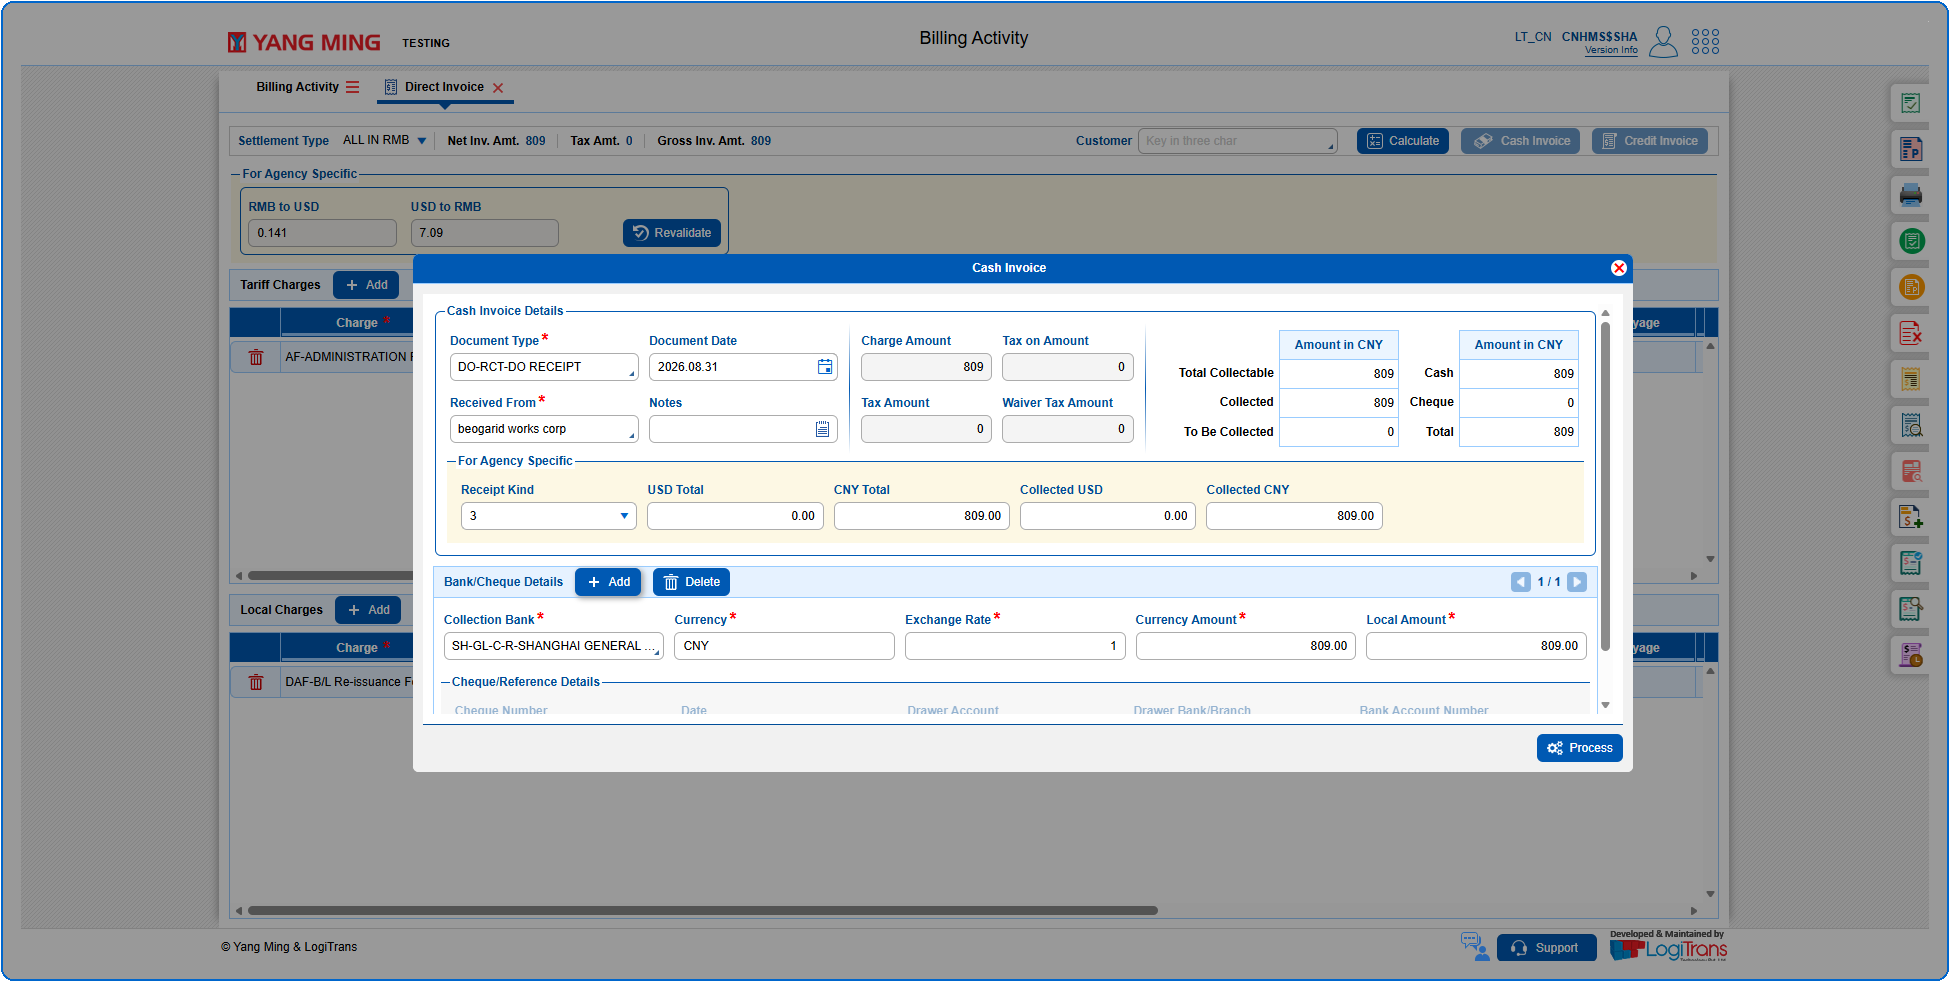 YANG MING TESTING
Billing Activity
LT_CN CNHMS$SHA
Version Info
Billing Activity
Direct Invoice
Settlement Type ALL IN RMB Net Inv. Amt. 809 Tax Amt. 0 Gross Inv. Amt. 809 Customer Key in three char Calculate Cash Invoice Credit Invoice
For Agency Specific
RMB to USD USD to RMB
0.141 7.09 Revalidate
Tariff Charges Add
Charge *
AF-ADMINISTRATION
Local Charges Add
Charge *
DAF-B/L Re-issuance
Cash Invoice
Cash Invoice Details
Document Type * Document Date Charge Amount Tax on Amount
DO-RCT-DO RECEIPT 2026.08.31 809 0
Received From * Notes Tax Amount Waiver Tax Amount
beogarid works corp 0 0
Amount in CNY Amount in CNY
Total Collectable 809 Cash 809
Collected 809 Cheque 0
To Be Collected 0 Total 809
For Agency Specific
Receipt Kind USD Total CNY Total Collected USD Collected CNY
3 0.00 809.00 0.00 809.00
Bank/Cheque Details Add Delete 1 / 1
Collection Bank * Currency * Exchange Rate * Currency Amount * Local Amount *
SH-GL-C-R-SHANGHAI GENERAL ... CNY 1 809.00 809.00
Cheque/Reference Details
Cheque Number Date Drawer Account Drawer Bank/Branch Bank Account Number
Process
© Yang Ming & LogiTrans
Support
Developed & Maintained by
LogiTrans